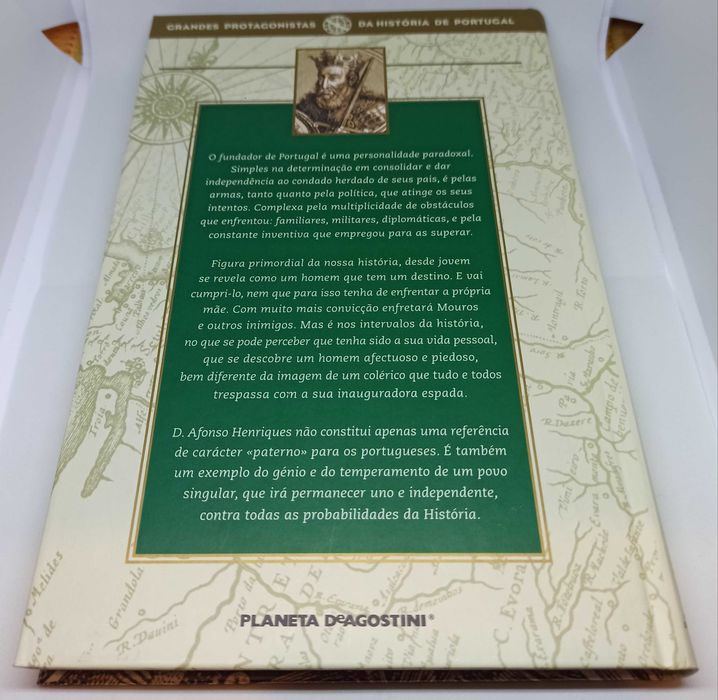 GRANDES PROTAGONISTAS DA HISTÓRIA DE PORTUGAL
O fundador de Portugal é uma personalidade paradoxal.
Simples na determinação em consolidar e dar
independência ao condado herdado de seus pais, é pelas
armas, tanto quanto pela política, que atinge os seus
intentos. Complexa pela multiplicidade de obstáculos
que enfrentou: familiares, militares, diplomáticas, e pela
constante inventiva que empregou para as superar.
Figura primordial da nossa história, desde jovem
se revela como um homem que tem um destino. E vai
cumpri-lo, nem que para isso tenha de enfrentar a própria
mãe. Com muito mais convicção enfretará Mouros
e outros inimigos. Mas é nos intervalos da história,
no que se pode perceber que tenha sido a sua vida pessoal,
que se descobre um homem afectuoso e piedoso,
bem diferente da imagem de um colérico que tudo e todos
trespassa com a sua inauguradora espada.
D. Afonso Henriques não constitui apenas uma referência
de carácter «paterno» para os portugueses. É também
um exemplo do génio e do temperamento de um povo
singular, que irá permanecer uno e independente,
contra todas as probabilidades da História.
Troia
Grandola
R. Dauini
C. Evora
R. Dezere
PLANETA DeAGOSTINI®